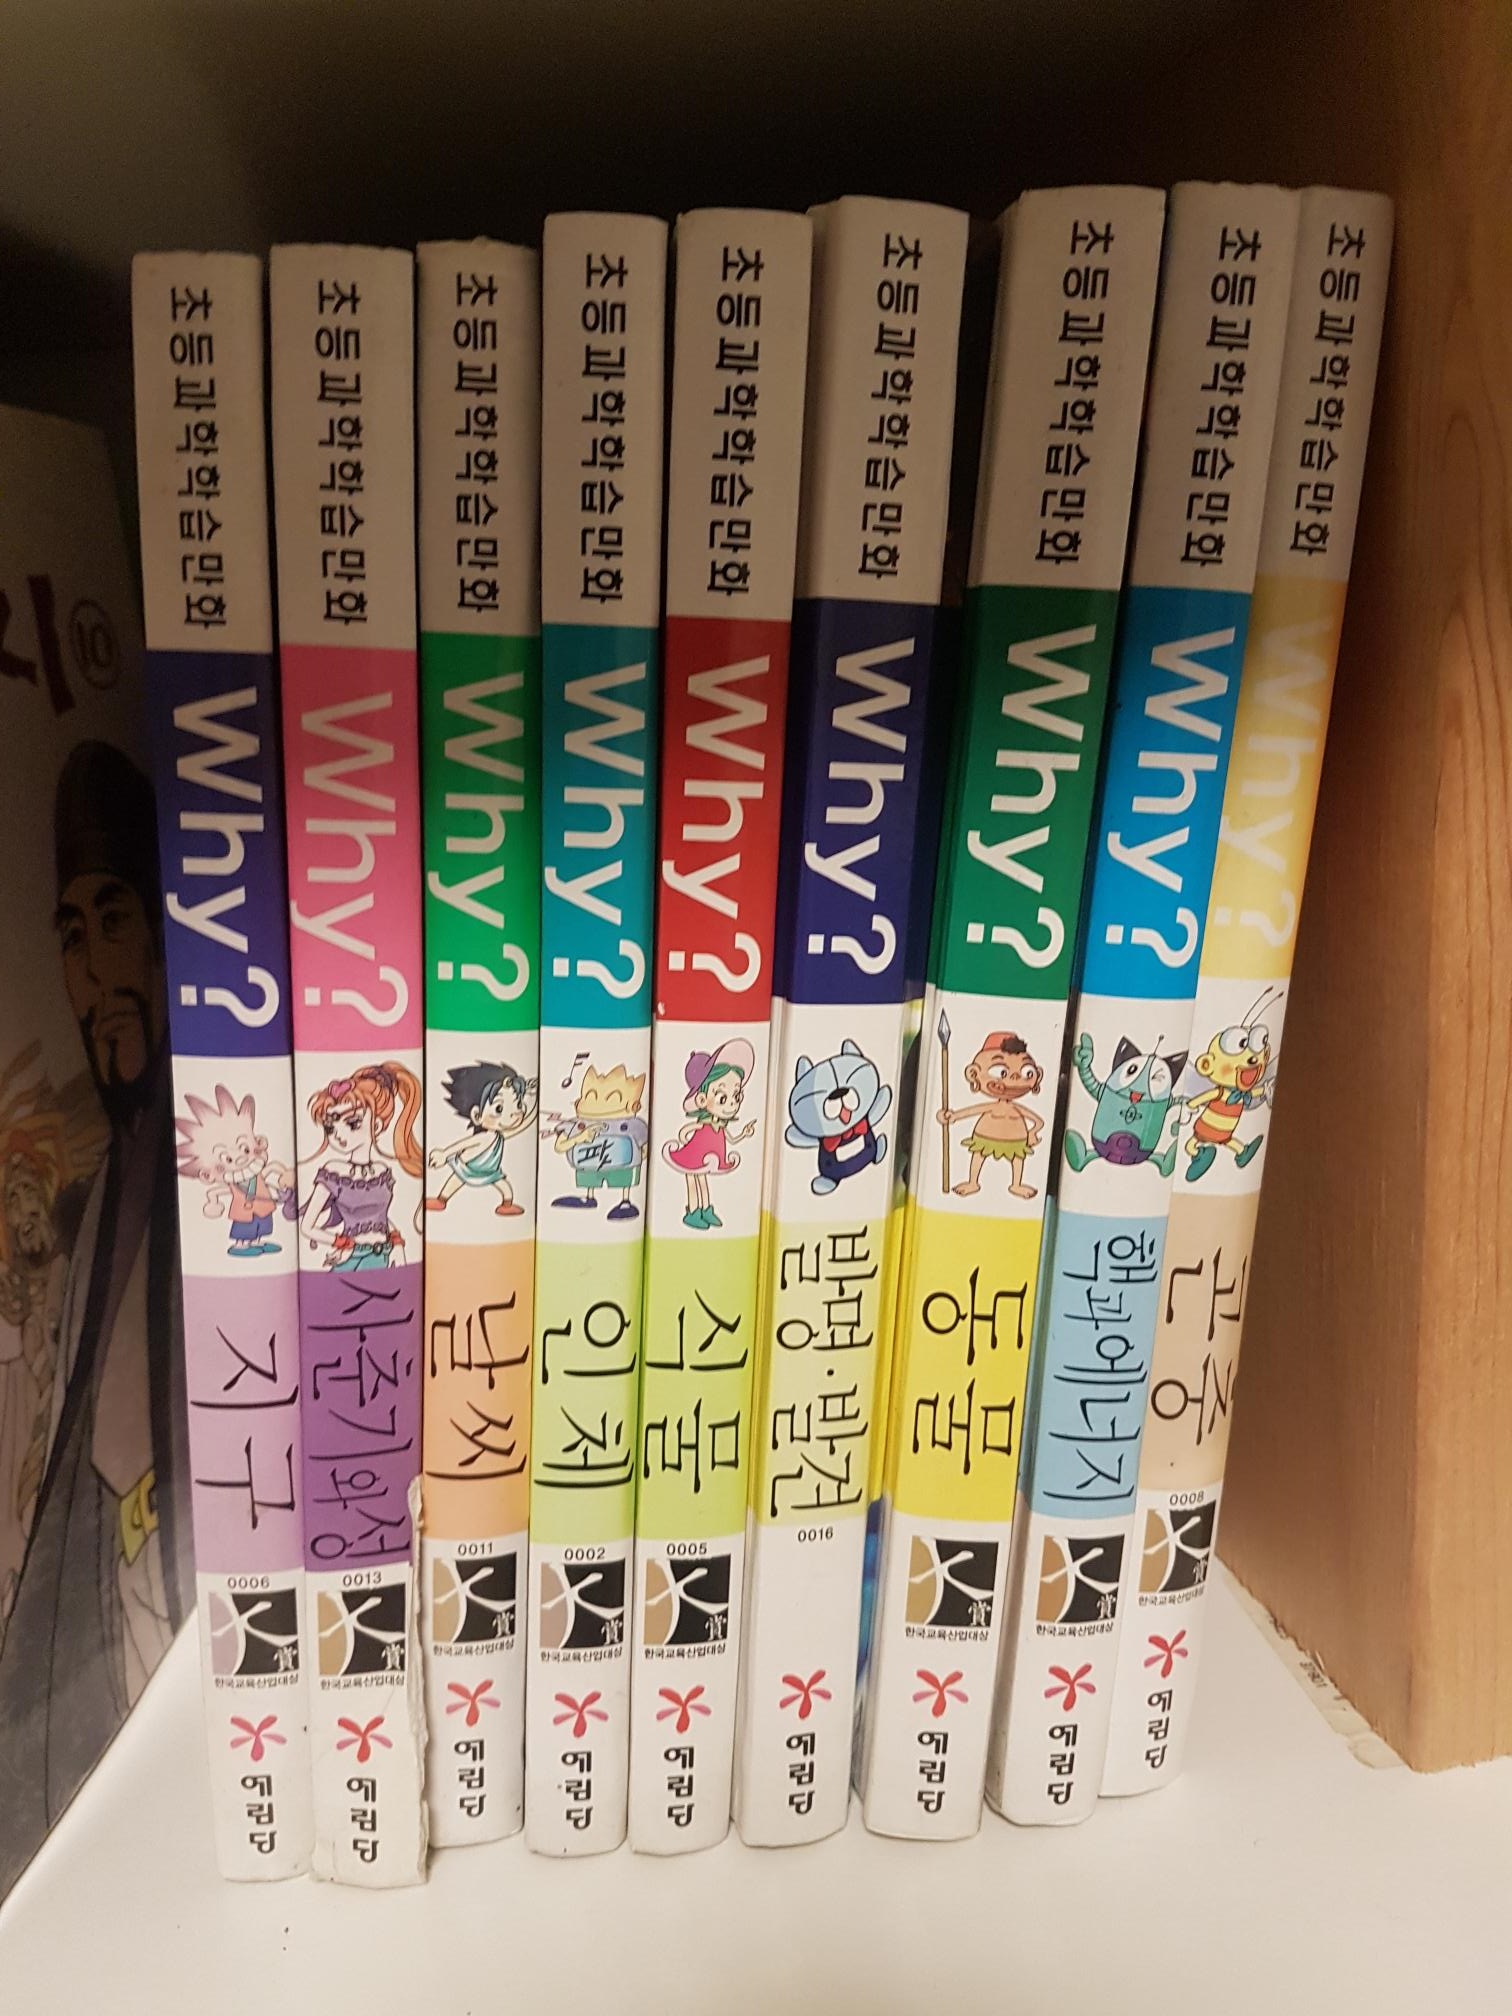 리 10
초등과학학습만화
Why?
지구
0006
賞
한국교육산업대상
예림당
초등과학학습만화
Why?
사춘기와 성
0013
賞
한국교육산업대상
예림당
초등과학학습만화
Why?
날씨
0011
賞
한국교육산업대상
예림당
초등과학학습만화
Why?
인체
0002
賞
한국교육산업대상
예림당
초등과학학습만화
Why?
식물
0005
한국교육산업대상
예림당
초등과학학습만화
Why?
발명·발견
0016
예림당
초등과학학습만화
Why?
동물
賞
한국교육산업대상
예림당
초등과학학습만화
Why?
핵과 에너지
賞
한국교육산업대상
예림당
초등과학학습만화
Why?
곤충
0008
賞
한국교육산업대상
예림당